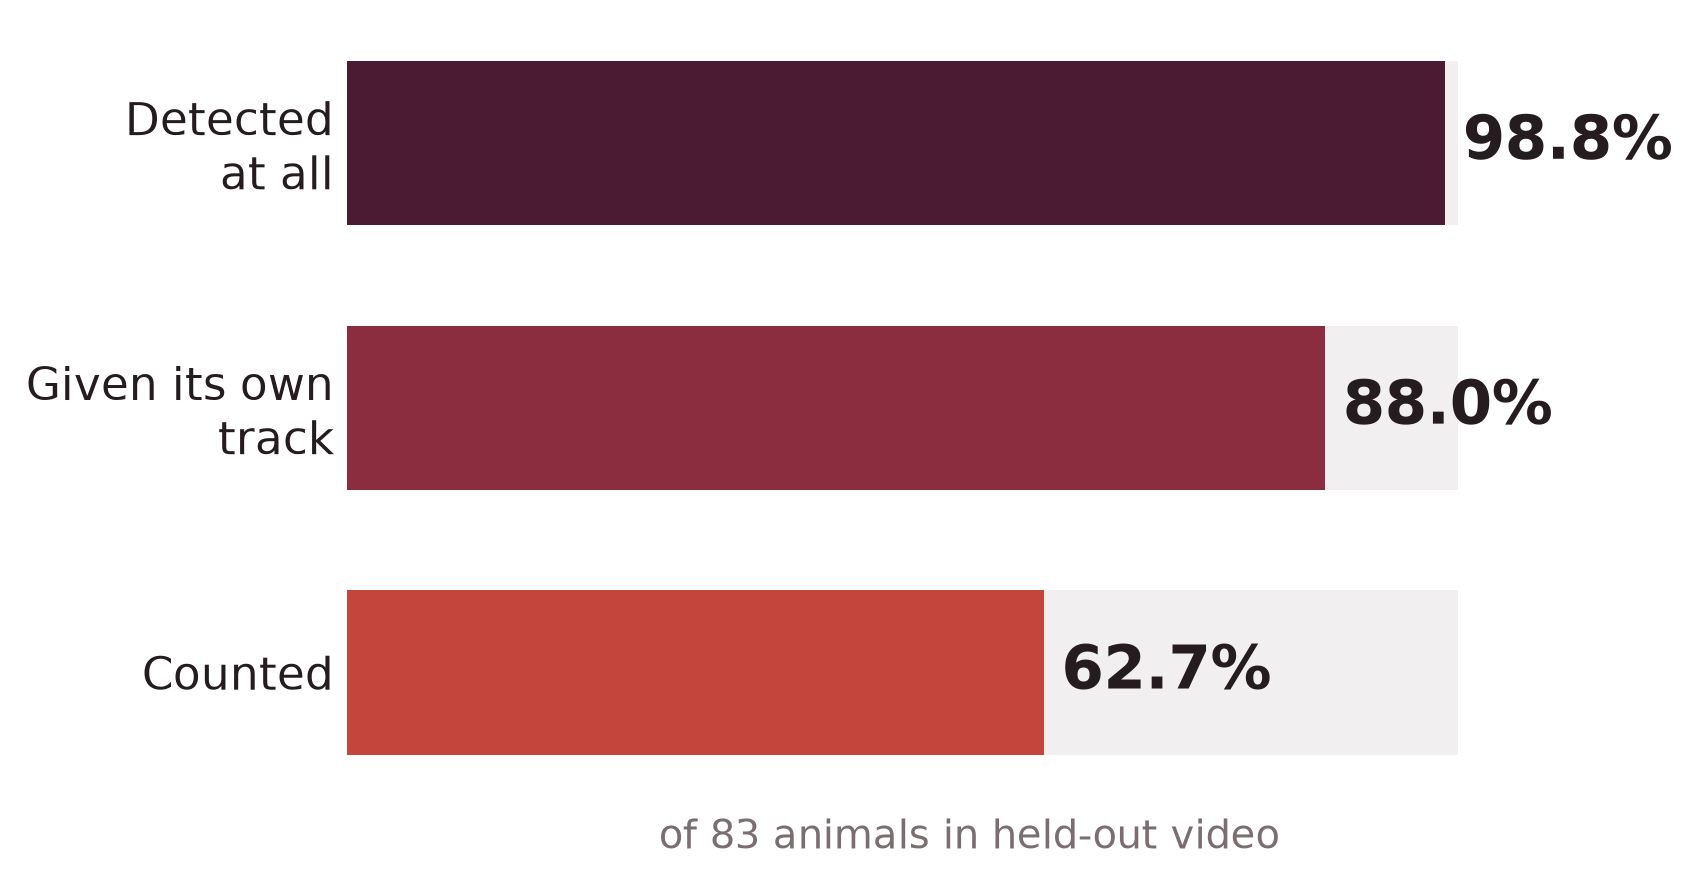 Detected
at all
98.8%
Given its own
track
88.0%
Counted
62.7%
of 83 animals in held-out video